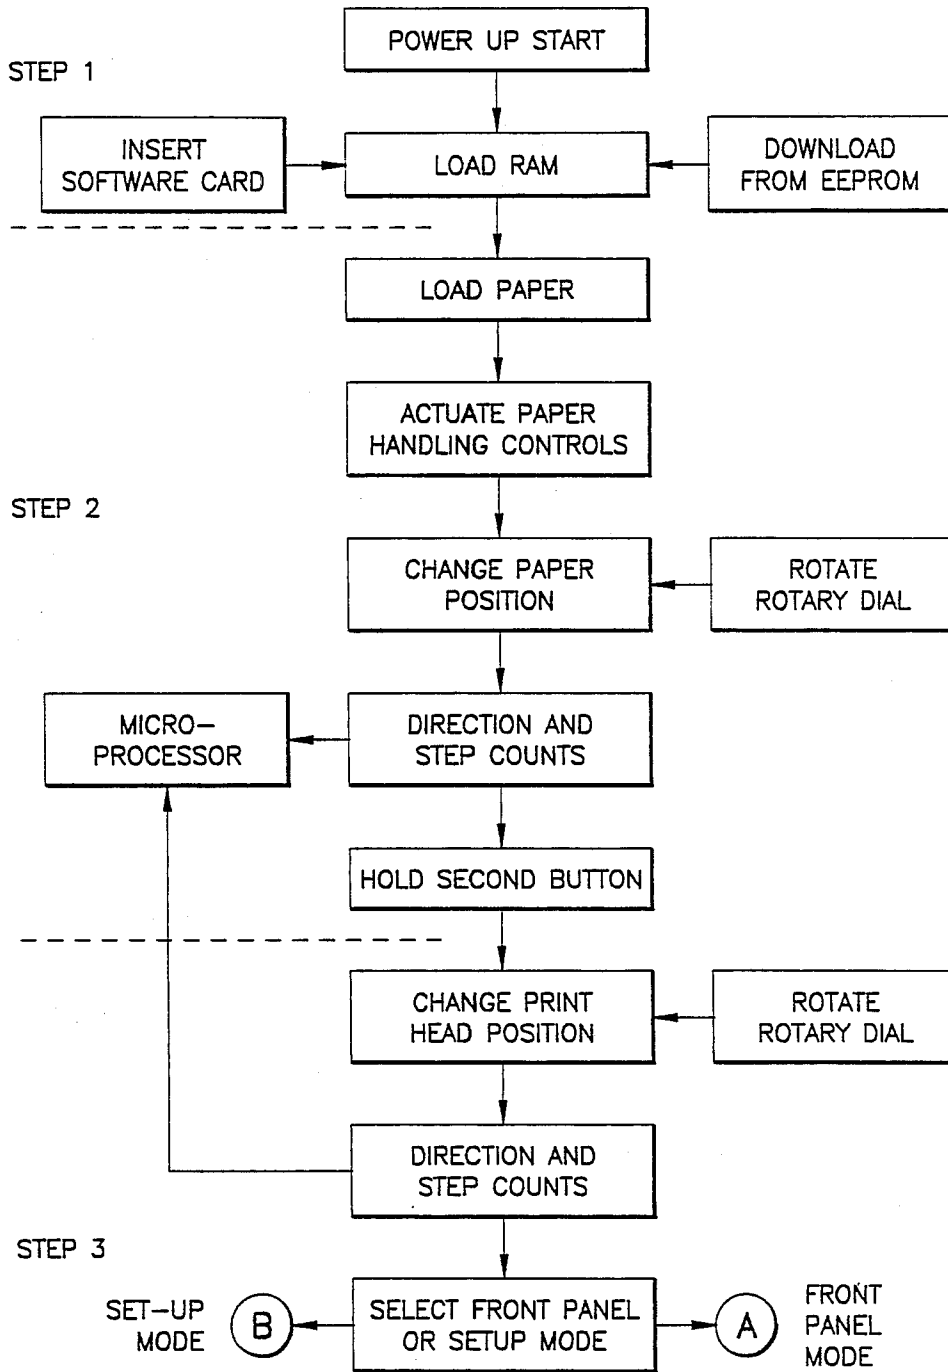 POWER UP START
STEP 1
INSERT
SOFTWARE CARD
LOAD RAM
DOWNLOAD
FROM EEPROM
LOAD PAPER
ACTUATE PAPER
HANDLING CONTROLS
STEP 2
CHANGE PAPER
POSITION
ROTATE
ROTARY DIAL
MICRO-
PROCESSOR
DIRECTION AND
STEP COUNTS
HOLD SECOND BUTTON
CHANGE PRINT
HEAD POSITION
ROTATE
ROTARY DIAL
DIRECTION AND
STEP COUNTS
STEP 3
SET-UP
MODE
B
SELECT FRONT PANEL
OR SETUP MODE
A
FRONT
PANEL
MODE